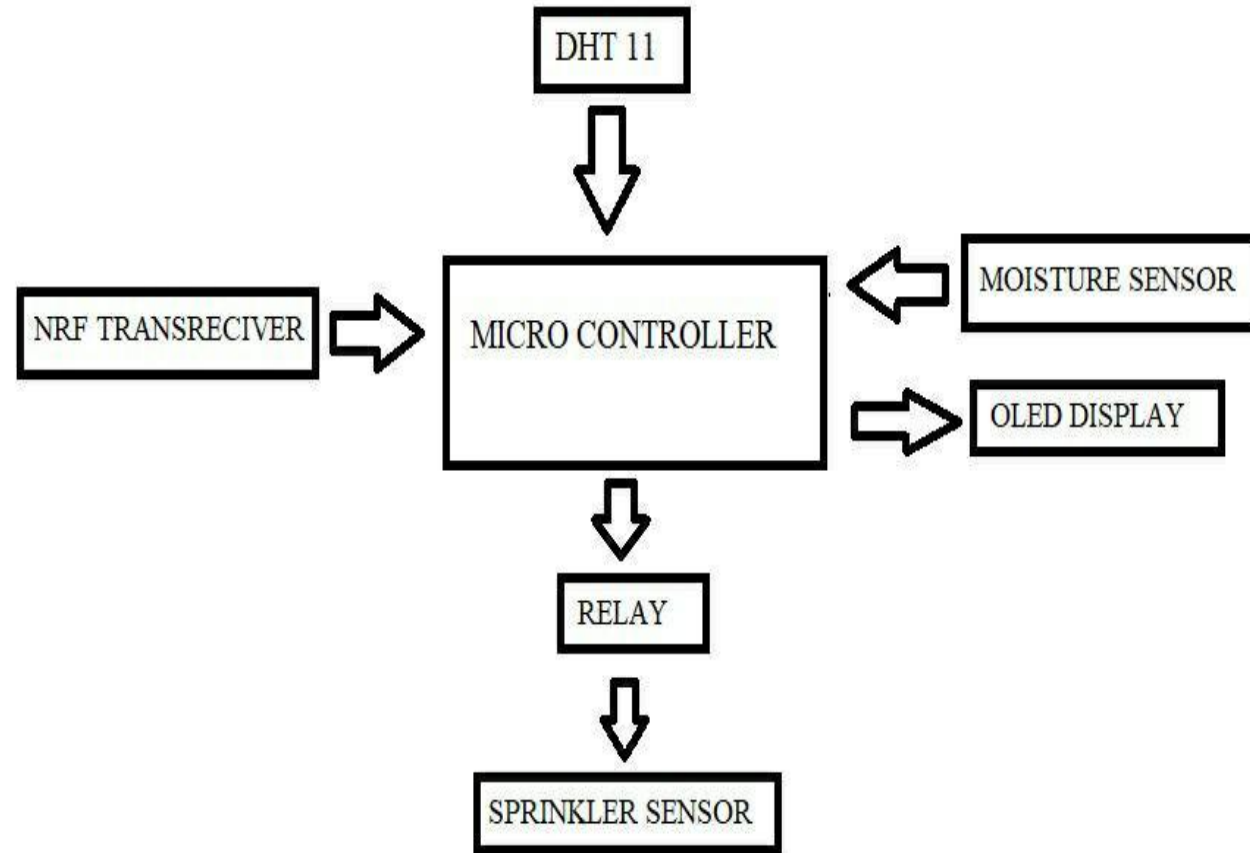 DHT 11
MOISTURE SENSOR
NRF TRANSRECIVER
MICRO CONTROLLER
OLED DISPLAY
RELAY
SPRINKLER SENSOR